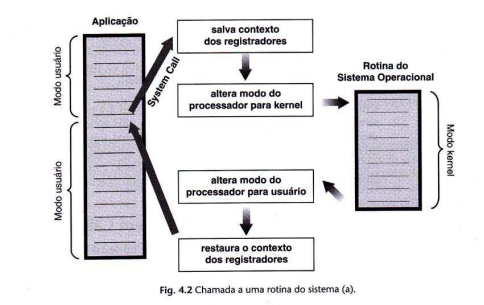 Aplicação
Modo usuário
Modo usuário
System Call
salva contexto
dos registradores
altera modo do
processador para kernel
Rotina do
Sistema Operacional
Modo kernel
altera modo do
processador para usuário
restaura o contexto
dos registradores
Fig. 4.2 Chamada a uma rotina do sistema (a).